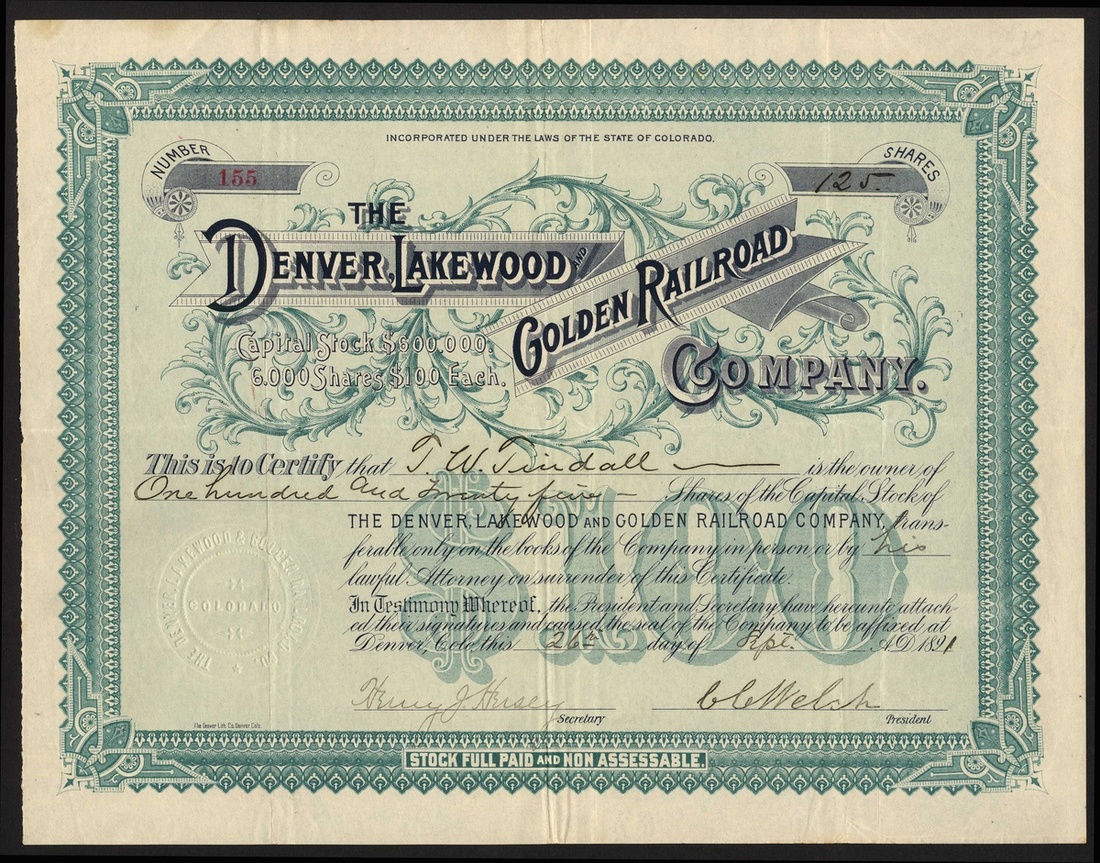 INCORPORATED UNDER THE LAWS OF THE STATE OF COLORADO.
NUMBER
155
SHARES
125.
THE
DENVER, LAKEWOOD AND
GOLDEN RAILROAD
COMPANY.
Capital Stock $600,000.
6.000 Shares $100 Each.
$100
This is to Certify that T. W. Tindall is the owner of
One hundred and Twenty five – Shares of the Capital Stock of
THE DENVER, LAKEWOOD AND GOLDEN RAILROAD COMPANY, trans-
ferable only on the books of the Company in person or by his
lawful Attorney on surrender of this Certificate.
In Testimony Whereof, the President and Secretary have hereunto attach-
ed their signatures and caused the seal of the Company to be affixed at
Denver, Colo. this 26th day of Sept. A.D. 1891
THE DENVER, LAKEWOOD & GOLDEN RAILROAD CO.
COLORADO
Henry J. Hersey
Secretary
C C Welch
President
The Denver Lith. Co. Denver, Colo.
STOCK FULL PAID AND NON ASSESSABLE.